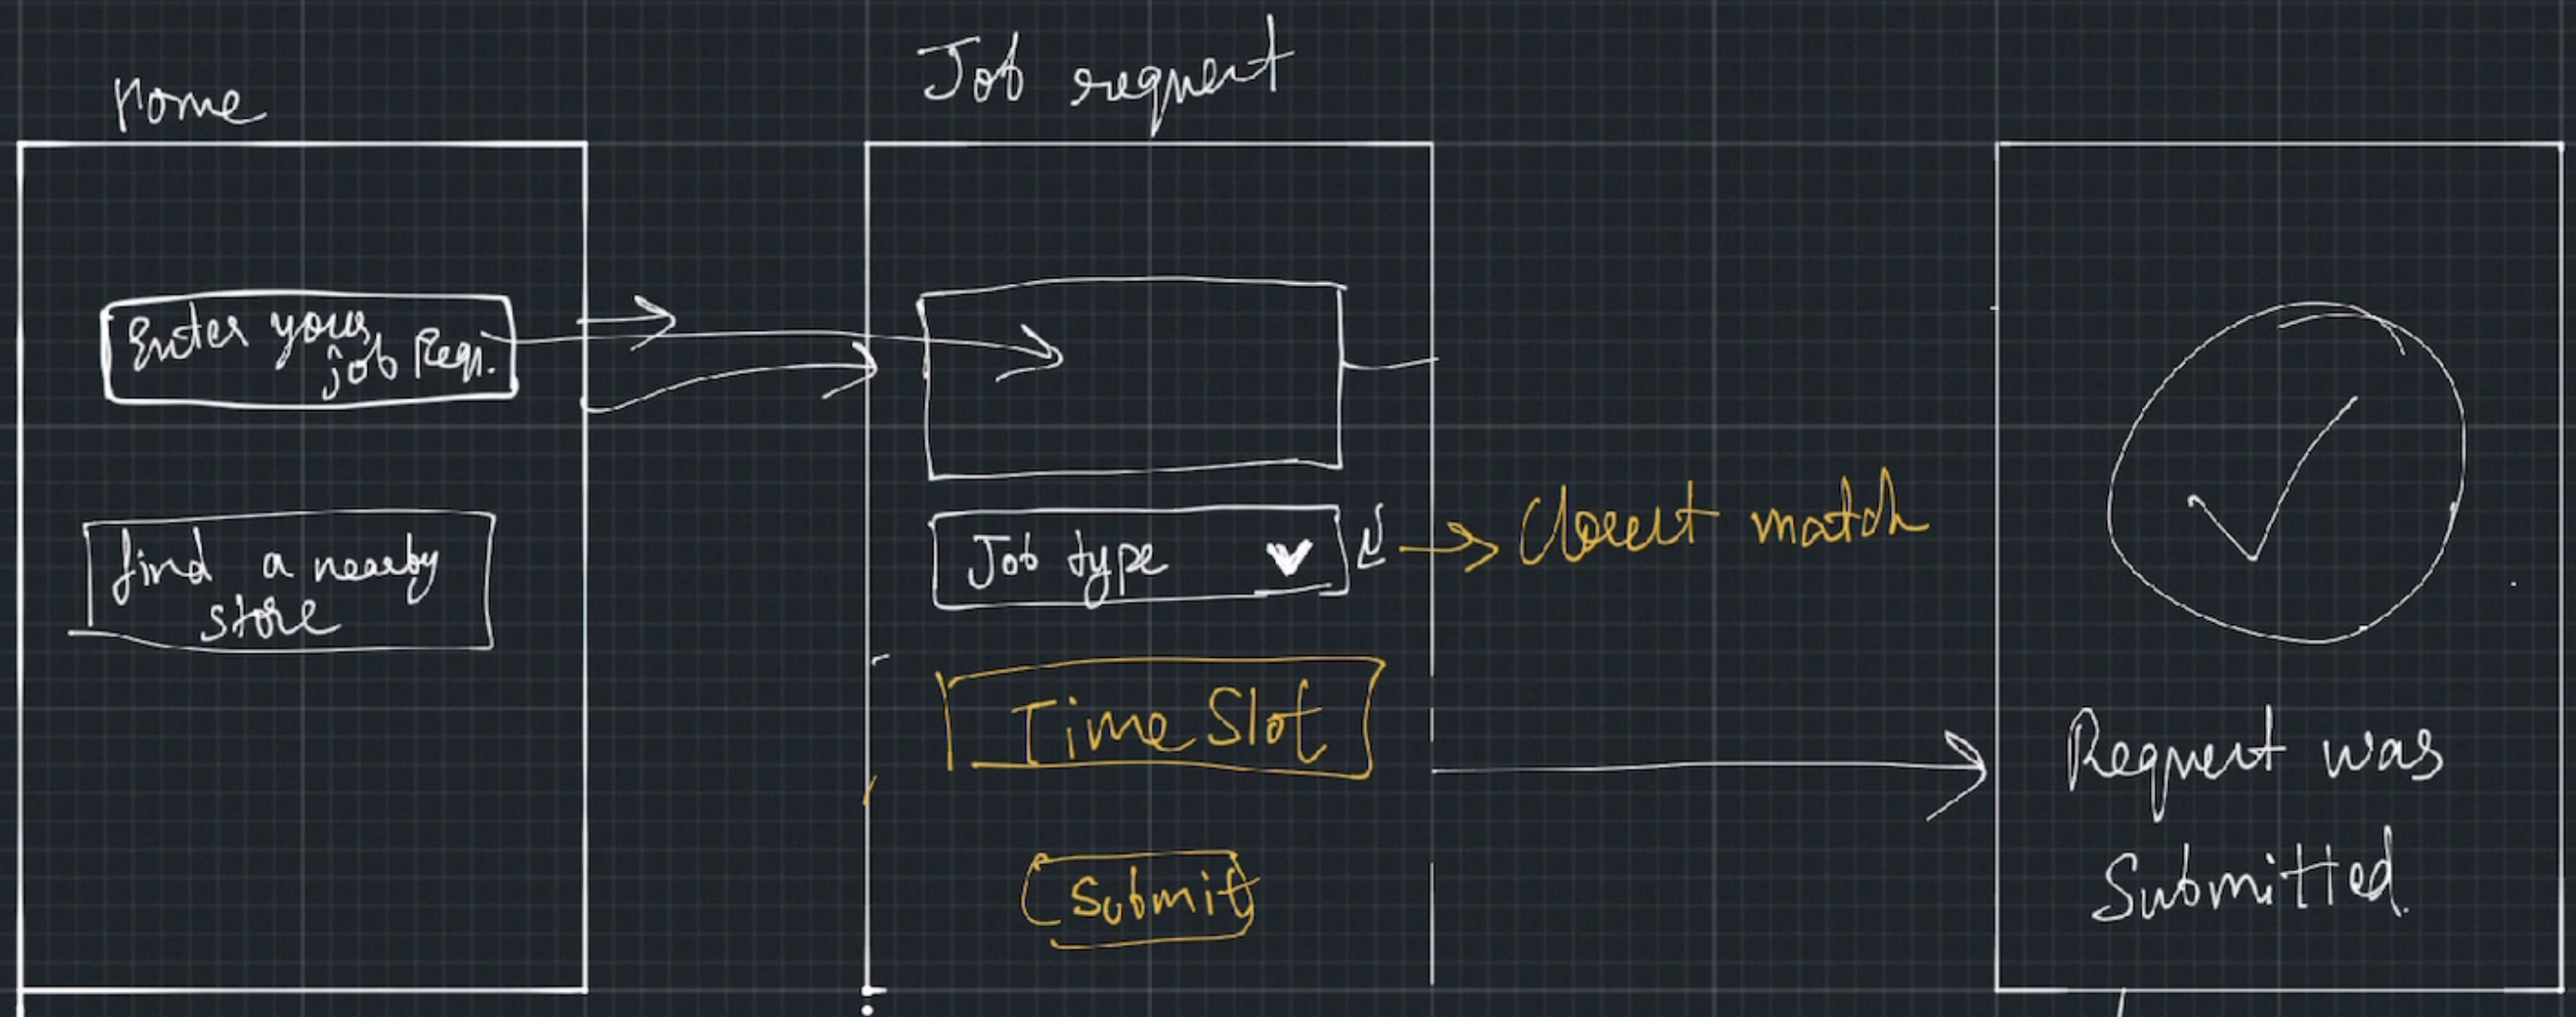 Home
Enter your
job Req.
find a nearby
store
Job request
Job type
Closest match
Time Slot
Submit
Request was
Submitted.